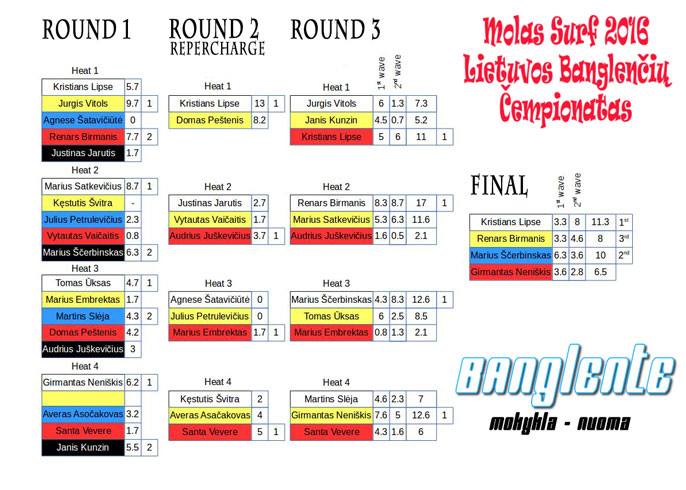 Molas Surf 2016
Lietuvos Banglenčių
Čempionatas
ROUND 1
Heat 1
Kristians Lipse 5.7
Jurgis Vitols 9.7 1
Agnese Šatavičiūtė 0
Renars Birmanis 7.7 2
Justinas Jarutis 1.7
Heat 2
Marius Satkevičius 8.7 1
Kęstutis Švitra -
Julius Petrulevičius 2.3
Vytautas Vaičaitis 0.8
Marius Ščerbinskas 6.3 2
Heat 3
Tomas Ūksas 4.7 1
Marius Embrektas 1.7
Martins Slėja 4.3 2
Domas Peštenis 4.2
Audrius Juškevičius 3
Heat 4
Girmantas Neniškis 6.2 1
Averas Asočakovas 3.2
Santa Vevere 1.7
Janis Kunzin 5.5 2
ROUND 2
REPERCHARGE
Heat 1
Kristians Lipse 13 1
Domas Peštenis 8.2
Heat 2
Justinas Jarutis 2.7
Vytautas Vaičaitis 1.7
Audrius Juškevičius 3.7 1
Heat 3
Agnese Šatavičiūtė 0
Julius Petrulevičius 0
Marius Embrektas 1.7 1
Heat 4
Kęstutis Švitra 2
Averas Asačakovas 4
Santa Vevere 5 1
ROUND 3
1st wave 2nd wave
Heat 1
Jurgis Vitols 6 1.3 7.3
Janis Kunzin 4.5 0.7 5.2
Kristians Lipse 5 6 11 1
Heat 2
Renars Birmanis 8.3 8.7 17 1
Marius Satkevicius 5.3 6.3 11.6
Audrius Juškevičius 1.6 0.5 2.1
Heat 3
Marius Ščerbinskas 4.3 8.3 12.6 1
Tomas Ūksas 6 2.5 8.5
Marius Embrektas 0.8 1.3 2.1
Heat 4
Martins Slėja 4.6 2.3 7
Girmantas Neniškis 7.6 5 12.6 1
Santa Vevere 4.3 1.6 6
FINAL
1st wave 2nd wave
Kristians Lipse 3.3 8 11.3 1st
Renars Birmanis 3.3 4.6 8 3rd
Marius Ščerbinskas 6.3 3.6 10 2nd
Girmantas Neniškis 3.6 2.8 6.5
Banglente
mokykla - nuoma